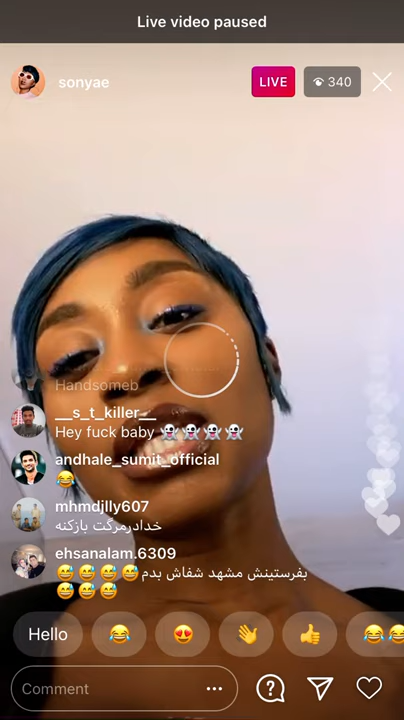 Live video paused
sonyae
LIVE
340
Handsomeb
__s_t_killer__
Hey fuck baby 👻👻👻👻
andhale_sumit_official
😂
mhmdjlly607
خدادرمرگت بازکنه
ehsanalam.6309
😅😅😅😅بفرستینش مشهد شفاش بدم
😅😅😅
Hello 😂 😍 👋 👍 😂😂
Comment